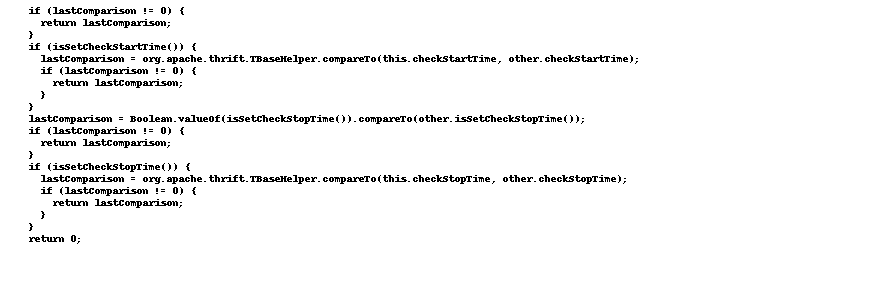 if (lastComparison != 0) {
  return lastComparison;
}
if (isSetCheckStartTime()) {
  lastComparison = org.apache.thrift.TBaseHelper.compareTo(this.checkStartTime, other.checkStartTime);
  if (lastComparison != 0) {
    return lastComparison;
  }
}
lastComparison = Boolean.valueOf(isSetCheckStopTime()).compareTo(other.isSetCheckStopTime());
if (lastComparison != 0) {
  return lastComparison;
}
if (isSetCheckStopTime()) {
  lastComparison = org.apache.thrift.TBaseHelper.compareTo(this.checkStopTime, other.checkStopTime);
  if (lastComparison != 0) {
    return lastComparison;
  }
}
return 0;